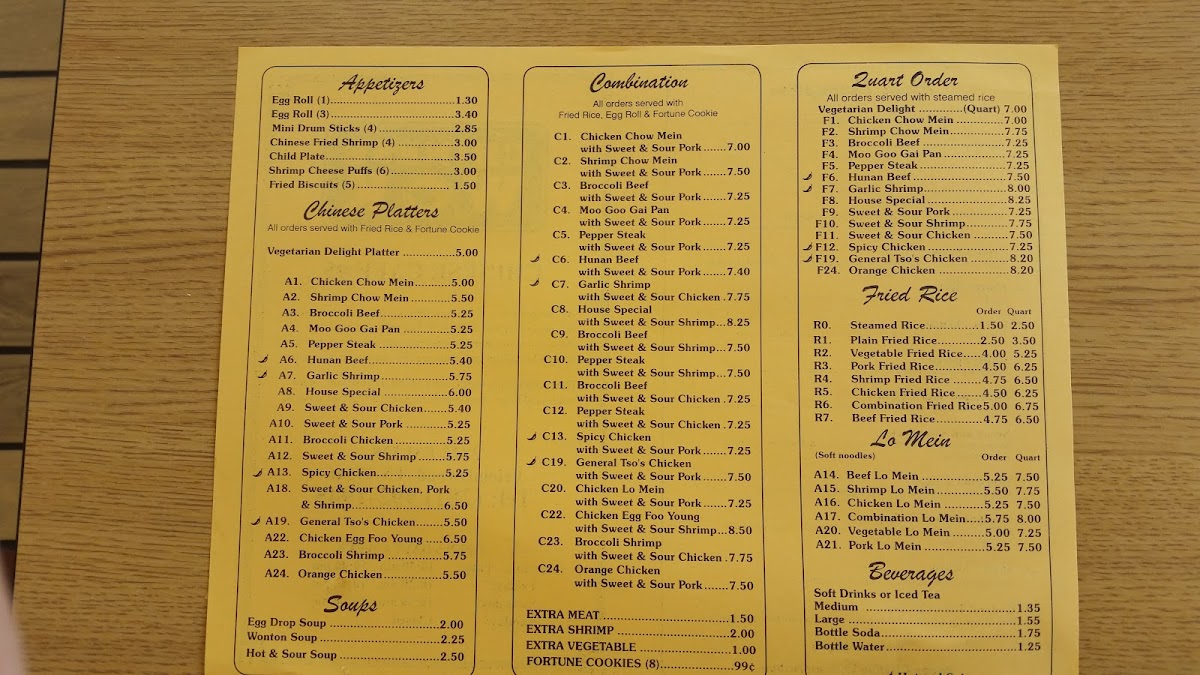 Appetizers
Egg Roll (1)..............1.30
Egg Roll (3)..............3.40
Mini Drum Sticks (4)..............2.85
Chinese Fried Shrimp (4)..............3.00
Child Plate..............3.50
Shrimp Cheese Puffs (6)..............3.00
Fried Biscuits (5)..............1.50
Chinese Platters
All orders served with Fried Rice & Fortune Cookie
Vegetarian Delight Platter..............5.00
A1. Chicken Chow Mein..............5.00
A2. Shrimp Chow Mein..............5.50
A3. Broccoli Beef..............5.25
A4. Moo Goo Gai Pan..............5.25
A5. Pepper Steak..............5.25
A6. Hunan Beef..............5.40
A7. Garlic Shrimp..............5.75
A8. House Special..............6.00
A9. Sweet & Sour Chicken..............5.40
A10. Sweet & Sour Pork..............5.25
A11. Broccoli Chicken..............5.25
A12. Sweet & Sour Shrimp..............5.75
A13. Spicy Chicken..............5.25
A18. Sweet & Sour Chicken, Pork
& Shrimp..............6.50
A19. General Tso's Chicken..............5.50
A22. Chicken Egg Foo Young..............6.50
A23. Broccoli Shrimp..............5.75
A24. Orange Chicken..............5.50
Soups
Egg Drop Soup..............2.00
Wonton Soup..............2.25
Hot & Sour Soup..............2.50
Combination
All orders served with
Fried Rice, Egg Roll & Fortune Cookie
C1. Chicken Chow Mein
with Sweet & Sour Pork.......7.00
C2. Shrimp Chow Mein
with Sweet & Sour Pork.......7.50
C3. Broccoli Beef
with Sweet & Sour Pork.......7.25
C4. Moo Goo Gai Pan
with Sweet & Sour Pork.......7.25
C5. Pepper Steak
with Sweet & Sour Pork.......7.25
C6. Hunan Beef
with Sweet & Sour Pork.......7.40
C7. Garlic Shrimp
with Sweet & Sour Chicken.7.75
C8. House Special
with Sweet & Sour Shrimp...8.25
C9. Broccoli Beef
with Sweet & Sour Shrimp...7.50
C10. Pepper Steak
with Sweet & Sour Shrimp...7.50
C11. Broccoli Beef
with Sweet & Sour Chicken.7.25
C12. Pepper Steak
with Sweet & Sour Chicken.7.25
C13. Spicy Chicken
with Sweet & Sour Pork.......7.25
C19. General Tso's Chicken
with Sweet & Sour Pork.......7.50
C20. Chicken Lo Mein
with Sweet & Sour Pork.......7.25
C22. Chicken Egg Foo Young
with Sweet & Sour Shrimp...8.50
C23. Broccoli Shrimp
with Sweet & Sour Chicken.7.75
C24. Orange Chicken
with Sweet & Sour Pork.......7.50
EXTRA MEAT..............1.50
EXTRA SHRIMP..............2.00
EXTRA VEGETABLE..............1.00
FORTUNE COOKIES (8)..............99¢
Quart Order
All orders served with steamed rice
Vegetarian Delight..............(Quart) 7.00
F1. Chicken Chow Mein..............7.00
F2. Shrimp Chow Mein..............7.75
F3. Broccoli Beef..............7.25
F4. Moo Goo Gai Pan..............7.25
F5. Pepper Steak..............7.25
F6. Hunan Beef..............7.50
F7. Garlic Shrimp..............8.00
F8. House Special..............8.25
F9. Sweet & Sour Pork..............7.25
F10. Sweet & Sour Shrimp..............7.75
F11. Sweet & Sour Chicken..............7.50
F12. Spicy Chicken..............7.25
F19. General Tso's Chicken..............8.20
F24. Orange Chicken..............8.20
Fried Rice
Order Quart
R0. Steamed Rice..............1.50 2.50
R1. Plain Fried Rice..............2.50 3.50
R2. Vegetable Fried Rice.....4.00 5.25
R3. Pork Fried Rice..............4.50 6.25
R4. Shrimp Fried Rice........4.75 6.50
R5. Chicken Fried Rice.......4.50 6.25
R6. Combination Fried Rice5.00 6.75
R7. Beef Fried Rice..............4.75 6.50
Lo Mein
(Soft noodles) Order Quart
A14. Beef Lo Mein..............5.25 7.50
A15. Shrimp Lo Mein..............5.50 7.75
A16. Chicken Lo Mein..............5.25 7.50
A17. Combination Lo Mein.....5.75 8.00
A20. Vegetable Lo Mein........5.00 7.25
A21. Pork Lo Mein..............5.25 7.50
Beverages
Soft Drinks or Iced Tea
Medium..............1.35
Large..............1.55
Bottle Soda..............1.75
Bottle Water..............1.25